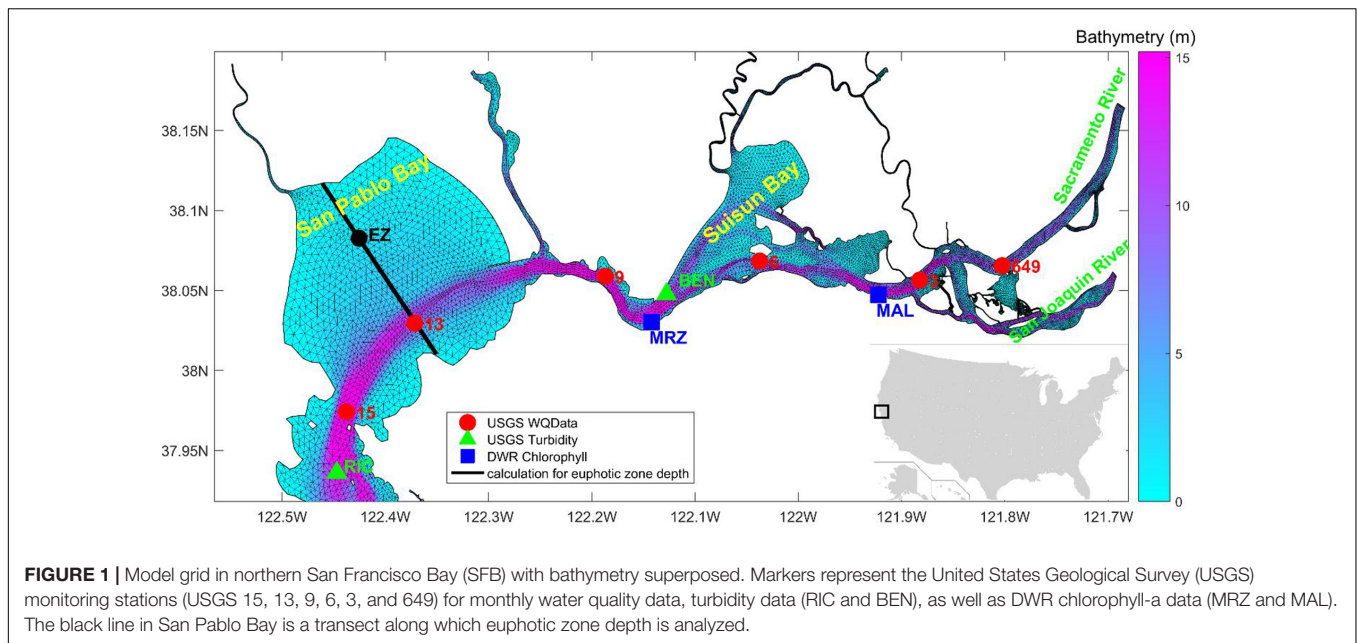 Bathymetry (m)
15
10
5
0
38.15N
38.1N
38.05N
38N
37.95N
122.5W
122.4W
122.3W
122.2W
122.1W
122W
121.9W
121.8W
121.7W
San Pablo Bay
Suisun Bay
Sacramento River
San Joaquin River
EZ
13
15
RIC
9
BEN
MRZ
6
MAL
3
649
USGS WQData
USGS Turbidity
DWR Chlorophyll
calculation for euphotic zone depth
FIGURE 1 | Model grid in northern San Francisco Bay (SFB) with bathymetry superposed. Markers represent the United States Geological Survey (USGS)
monitoring stations (USGS 15, 13, 9, 6, 3, and 649) for monthly water quality data, turbidity data (RIC and BEN), as well as DWR chlorophyll-a data (MRZ and MAL).
The black line in San Pablo Bay is a transect along which euphotic zone depth is analyzed.